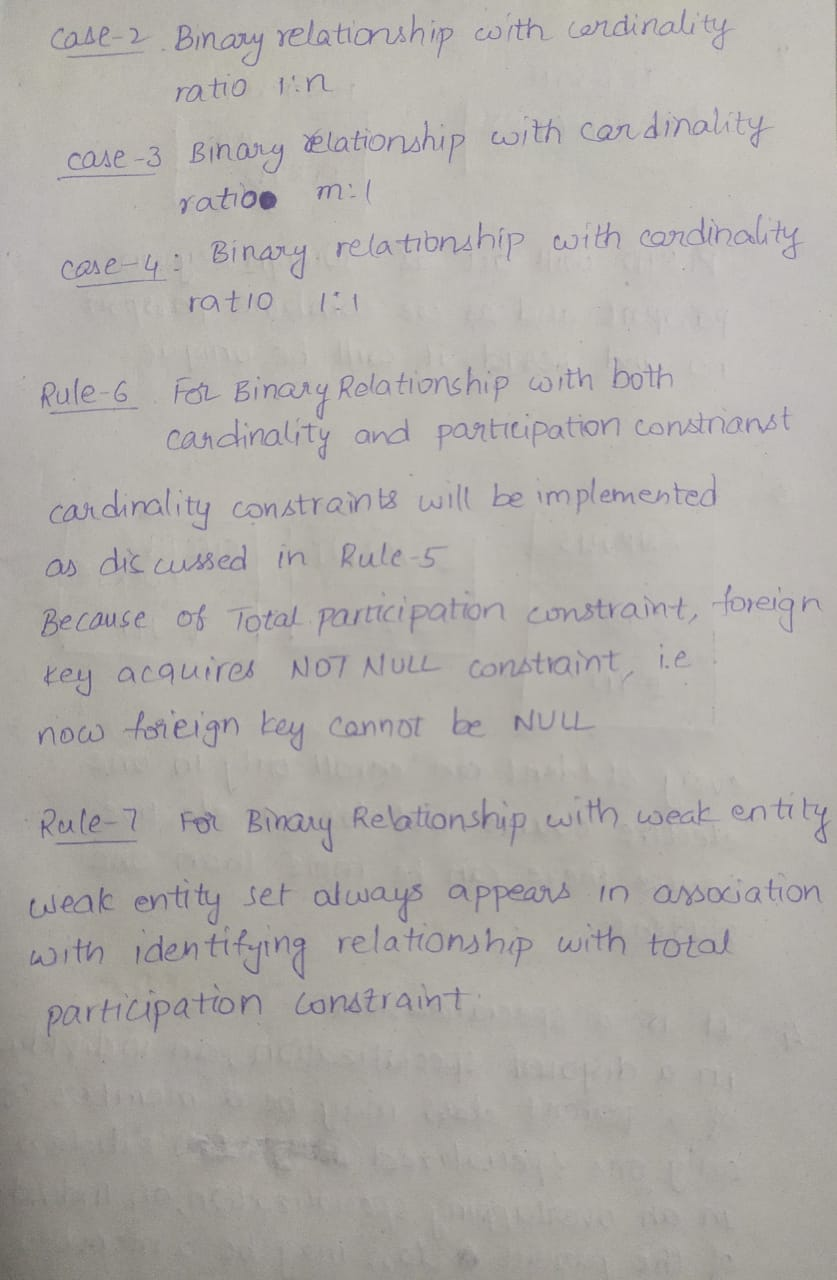 case-2 Binary relationship with cardinality
ratio 1:n
case-3 Binary relationship with cardinality
ratio m:1
case-4: Binary relationship with cardinality
ratio 1:1
Rule-6 For Binary Relationship with both
cardinality and participation constrianst
cardinality constraints will be implemented
as discussed in Rule-5
Because of Total participation constraint, foreign
key acquires NOT NULL constraint, i.e
now forieign key cannot be NULL
Rule-7 For Binary Relationship with weak entity
weak entity set always appears in association
with identifying relationship with total
participation constraint.